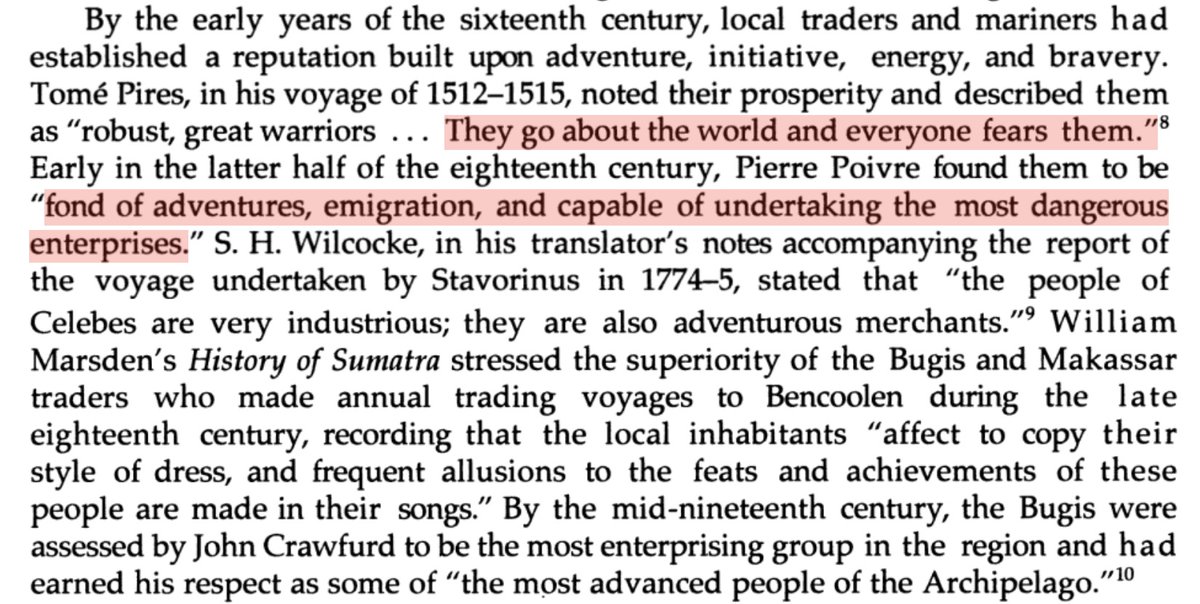 By the early years of the sixteenth century, local traders and mariners had
established a reputation built upon adventure, initiative, energy, and bravery.
Tomé Pires, in his voyage of 1512–1515, noted their prosperity and described them
as “robust, great warriors ... They go about the world and everyone fears them.”⁸
Early in the latter half of the eighteenth century, Pierre Poivre found them to be
“fond of adventures, emigration, and capable of undertaking the most dangerous
enterprises.” S. H. Wilcocke, in his translator’s notes accompanying the report of
the voyage undertaken by Stavorinus in 1774–5, stated that “the people of
Celebes are very industrious; they are also adventurous merchants.”⁹ William
Marsden’s History of Sumatra stressed the superiority of the Bugis and Makassar
traders who made annual trading voyages to Bencoolen during the late
eighteenth century, recording that the local inhabitants “affect to copy their
style of dress, and frequent allusions to the feats and achievements of these
people are made in their songs.” By the mid-nineteenth century, the Bugis were
assessed by John Crawfurd to be the most enterprising group in the region and had
earned his respect as some of “the most advanced people of the Archipelago.”¹⁰